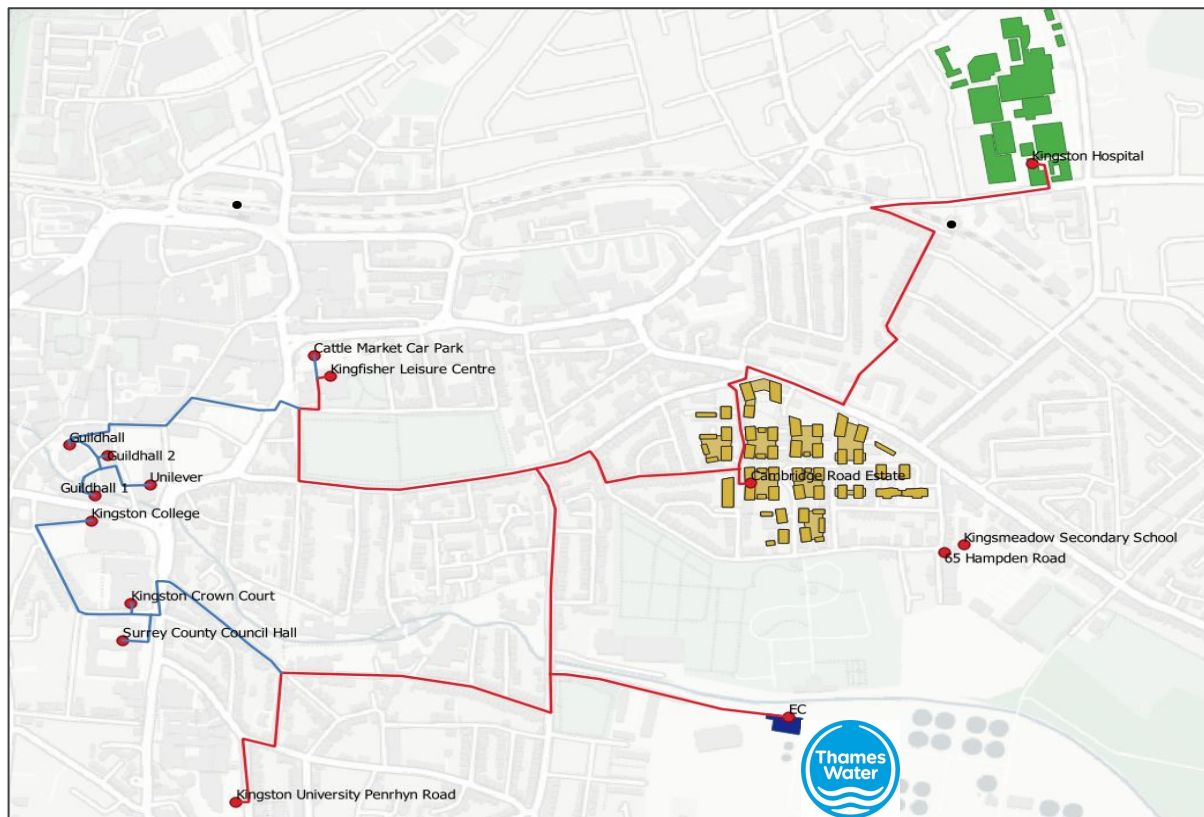 Kingston Hospital
Cattle Market Car Park
Kingfisher Leisure Centre
Guildhall
Guildhall 2
Unilever
Guildhall 1
Cambridge Road Estate
Kingston College
Kingsmeadow Secondary School
65 Hampden Road
Kingston Crown Court
Surrey County Council Hall
EC
Thames
Water
Kingston University Penrhyn Road